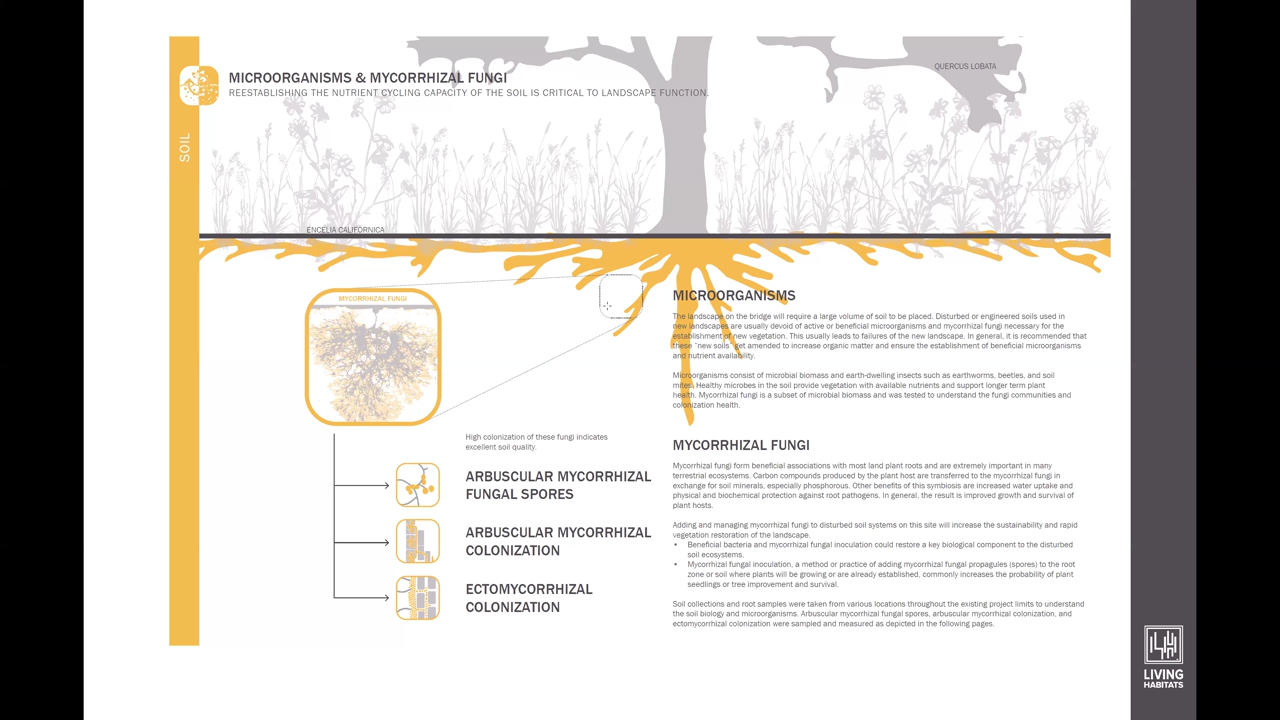 QUERCUS LOBATA
MICROORGANISMS & MYCORRHIZAL FUNGI
REESTABLISHING THE NUTRIENT CYCLING CAPACITY OF THE SOIL IS CRITICAL TO LANDSCAPE FUNCTION.
SOIL
ENCELIA CALIFORNICA
MYCORRHIZAL FUNGI
High colonization of these fungi indicates
excellent soil quality.
ARBUSCULAR MYCORRHIZAL
FUNGAL SPORES
ARBUSCULAR MYCORRHIZAL
COLONIZATION
ECTOMYCORRHIZAL
COLONIZATION
MICROORGANISMS
The landscape on the bridge will require a large volume of soil to be placed. Disturbed or engineered soils used in
new landscapes are usually devoid of active or beneficial microorganisms and mycorrhizal fungi necessary for the
establishment of new vegetation. This usually leads to failures of the new landscape. In general, it is recommended that
these "new soils" get amended to increase organic matter and ensure the establishment of beneficial microorganisms
and nutrient availability.
Microorganisms consist of microbial biomass and earth-dwelling insects such as earthworms, beetles, and soil
mites. Healthy microbes in the soil provide vegetation with available nutrients and support longer term plant
health. Mycorrhizal fungi is a subset of microbial biomass and was tested to understand the fungi communities and
colonization health.
MYCORRHIZAL FUNGI
Mycorrhizal fungi form beneficial associations with most land plant roots and are extremely important in many
terrestrial ecosystems. Carbon compounds produced by the plant host are transferred to the mycorrhizal fungi in
exchange for soil minerals, especially phosphorous. Other benefits of this symbiosis are increased water uptake and
physical and biochemical protection against root pathogens. In general, the result is improved growth and survival of
plant hosts.
Adding and managing mycorrhizal fungi to disturbed soil systems on this site will increase the sustainability and rapid
vegetation restoration of the landscape.
• Beneficial bacteria and mycorrhizal fungal inoculation could restore a key biological component to the disturbed
soil ecosystems.
• Mycorrhizal fungal inoculation, a method or practice of adding mycorrhizal fungal propagules (spores) to the root
zone or soil where plants will be growing or are already established, commonly increases the probability of plant
seedlings or tree improvement and survival.
Soil collections and root samples were taken from various locations throughout the existing project limits to understand
the soil biology and microorganisms. Arbuscular mycorrhizal fungal spores, arbuscular mycorrhizal colonization, and
ectomycorrhizal colonization were sampled and measured as depicted in the following pages.
LIVING
HABITATS